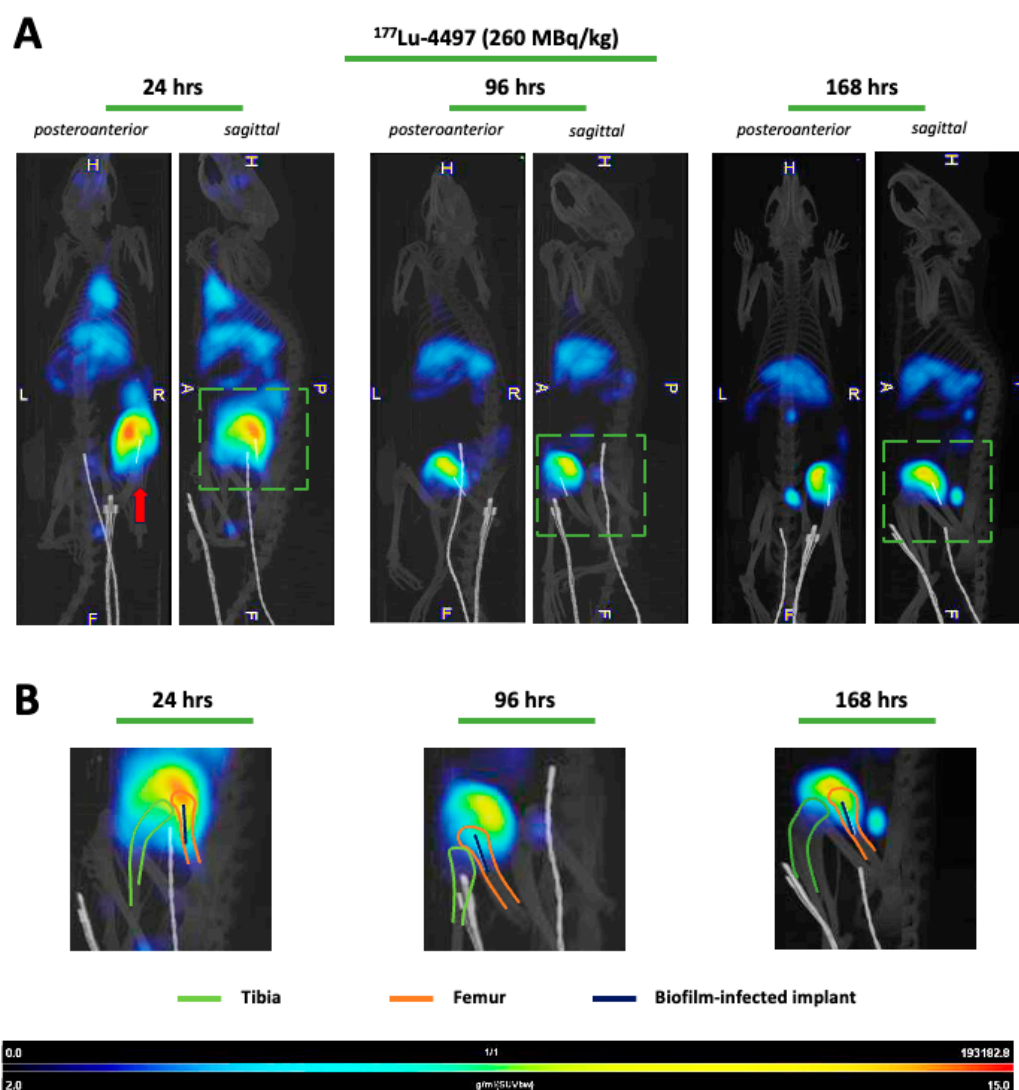 A
¹⁷⁷Lu-4497 (260 MBq/kg)
24 hrs
96 hrs
168 hrs
posteroanterior
sagittal
posteroanterior
sagittal
posteroanterior
sagittal
H
H
H
H
H
H
L
R
A
P
L
R
A
P
L
R
A
F
F
F
F
F
F
B
24 hrs
96 hrs
168 hrs
Tibia
Femur
Biofilm-infected implant
0.0 1/1 193182.8
2.0 g/ml{SUVbw} 15.0